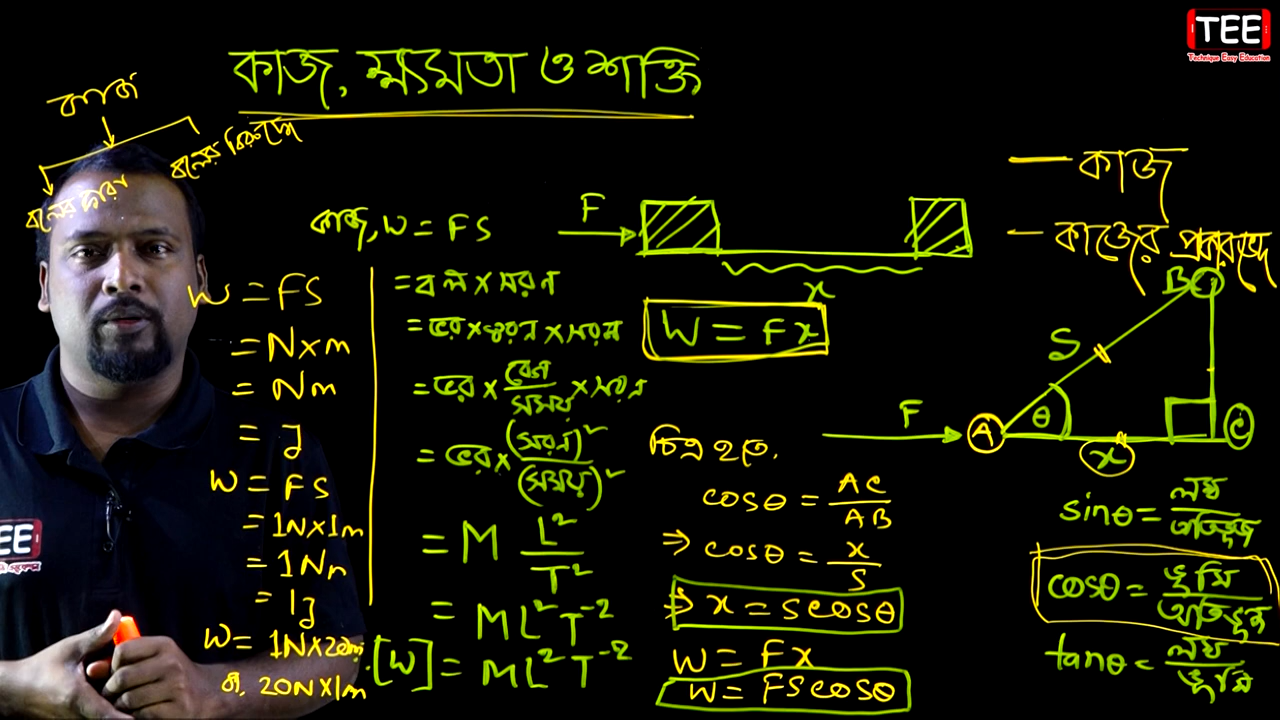 TEE
Technique Easy Education
কাজ, ক্ষমতা ও শক্তি
কাজ
বলের দ্বারা
বলের বিরুদ্ধে
— কাজ
— কাজের প্রকারভেদ
কাজ, W = FS
= বল × সরণ
= ভর × ত্বরণ × সরণ
= ভর × বেগ/সময় × সরণ
= ভর × (সরণ)²/(সময়)²
= M L²/T²
= ML²T⁻²
[W] = ML²T⁻²
W = FS
= N×m
= Nm
= J
W = FS
= 1N×1m
= 1Nm
= 1J
W = 1N×20m
বা, 20N×1m
F
x
W = Fx
B
S
θ
F
A
x
C
চিত্র হতে,
cosθ = AC/AB
⇒ cosθ = x/S
⇒ x = Scosθ
W = Fx
W = FScosθ
sinθ = লম্ব/অতিভুজ
cosθ = ভূমি/অতিভুজ
tanθ = লম্ব/ভূমি
TEE